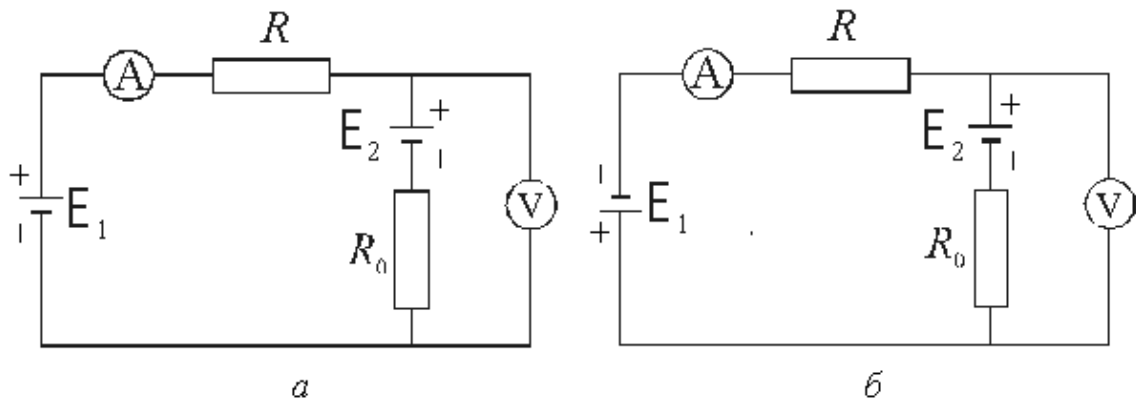 R
A
+
E₂
−
+
E₁
−
R₀
V
а
R
A
+
E₂
−
−
E₁
+
R₀
V
б